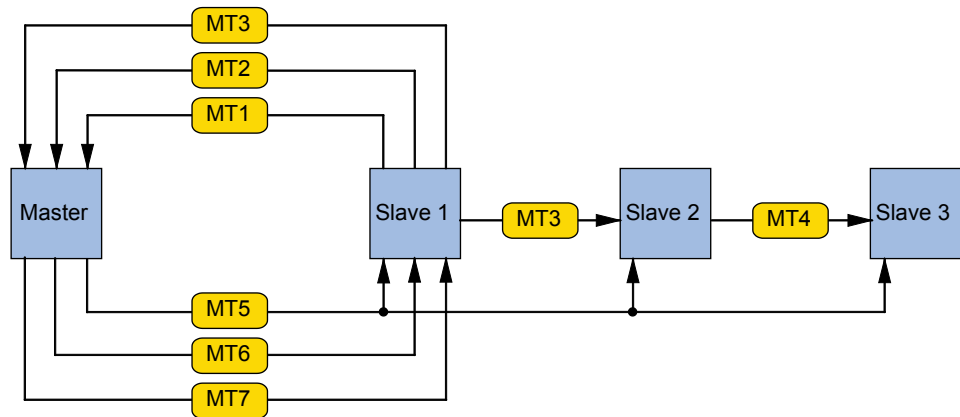 MT3
MT2
MT1
Master
Slave 1
MT3
Slave 2
MT4
Slave 3
MT5
MT6
MT7